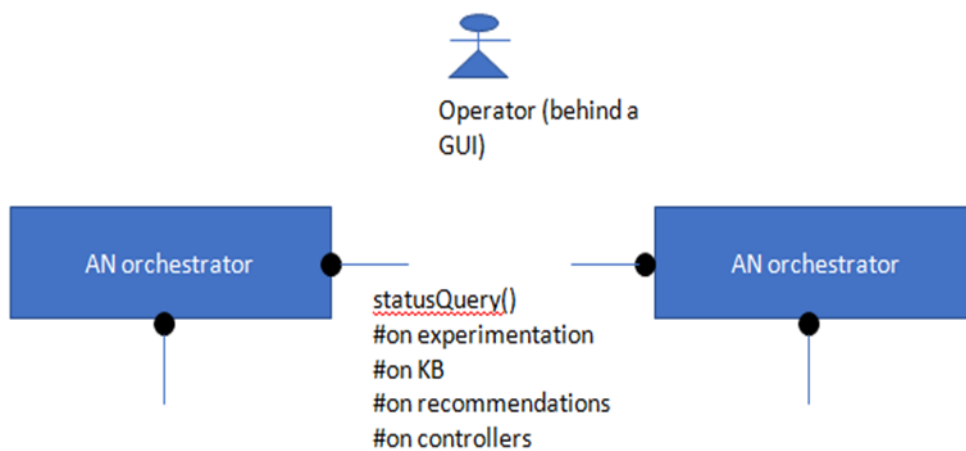 Operator (behind a
GUI)
AN orchestrator
AN orchestrator
statusQuery()
#on experimentation
#on KB
#on recommendations
#on controllers